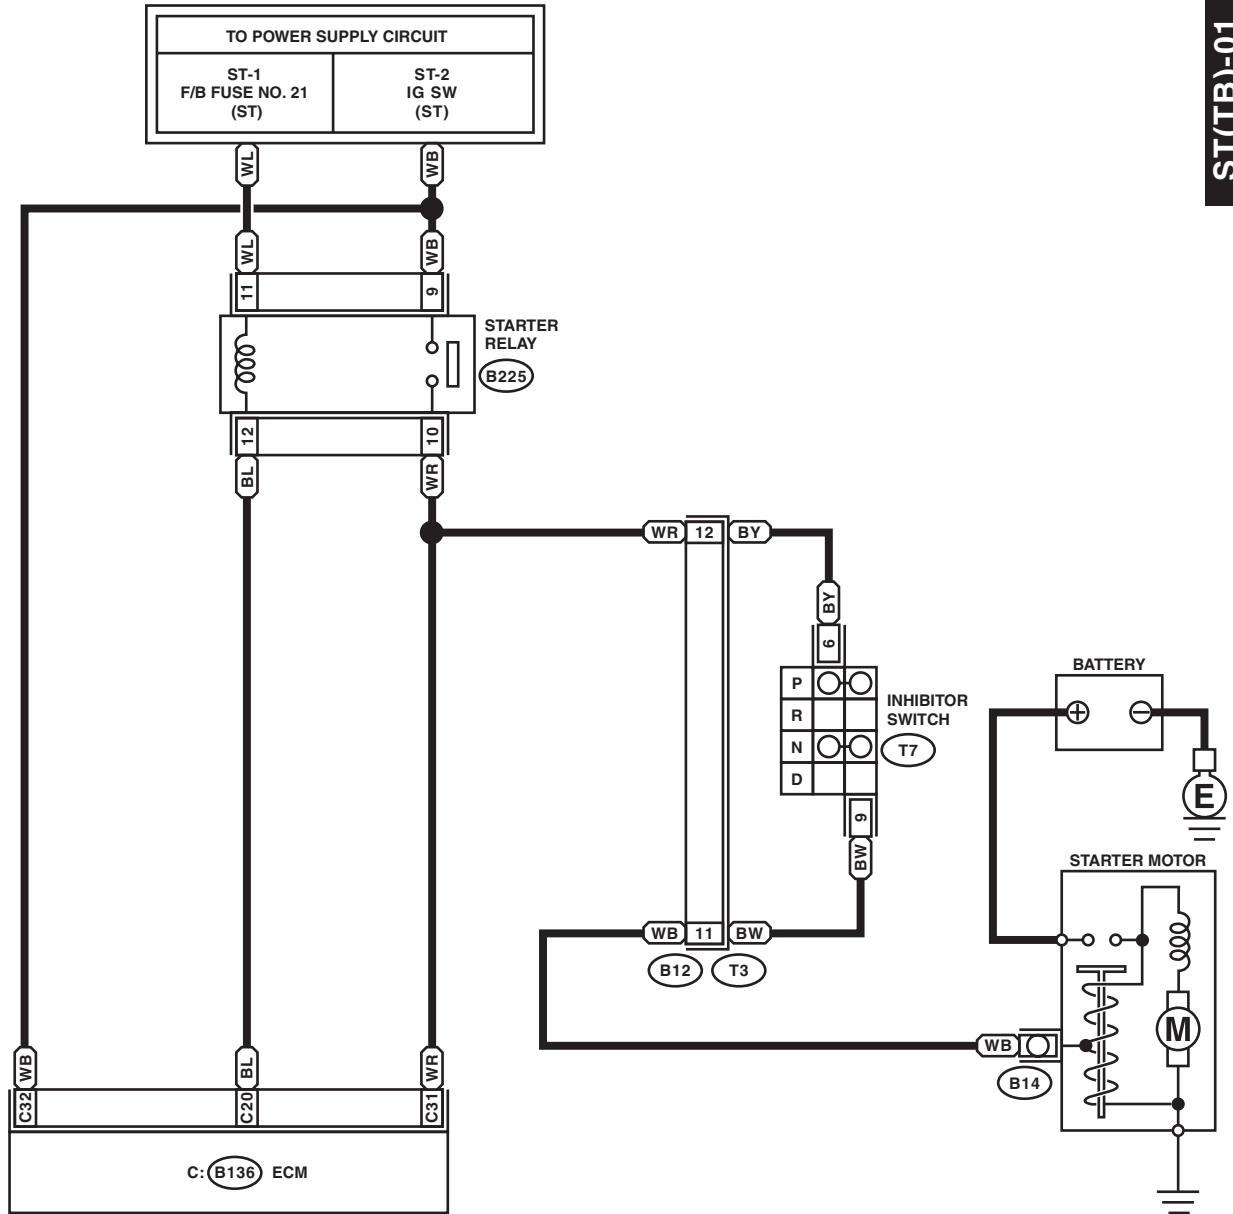 TO POWER SUPPLY CIRCUIT
ST-1
F/B FUSE NO. 21
(ST)
ST-2
IG SW
(ST)
ST(TB)-01
WL
WB
WL
WB
11
9
STARTER
RELAY
B225
12
10
BL
WR
WR
12
BY
BY
6
P
R
N
D
INHIBITOR
SWITCH
T7
9
BW
WB
11
BW
B12
T3
BATTERY
+
−
E
STARTER MOTOR
M
WB
B14
WB
BL
WR
C32
C20
C31
C:
B136
ECM